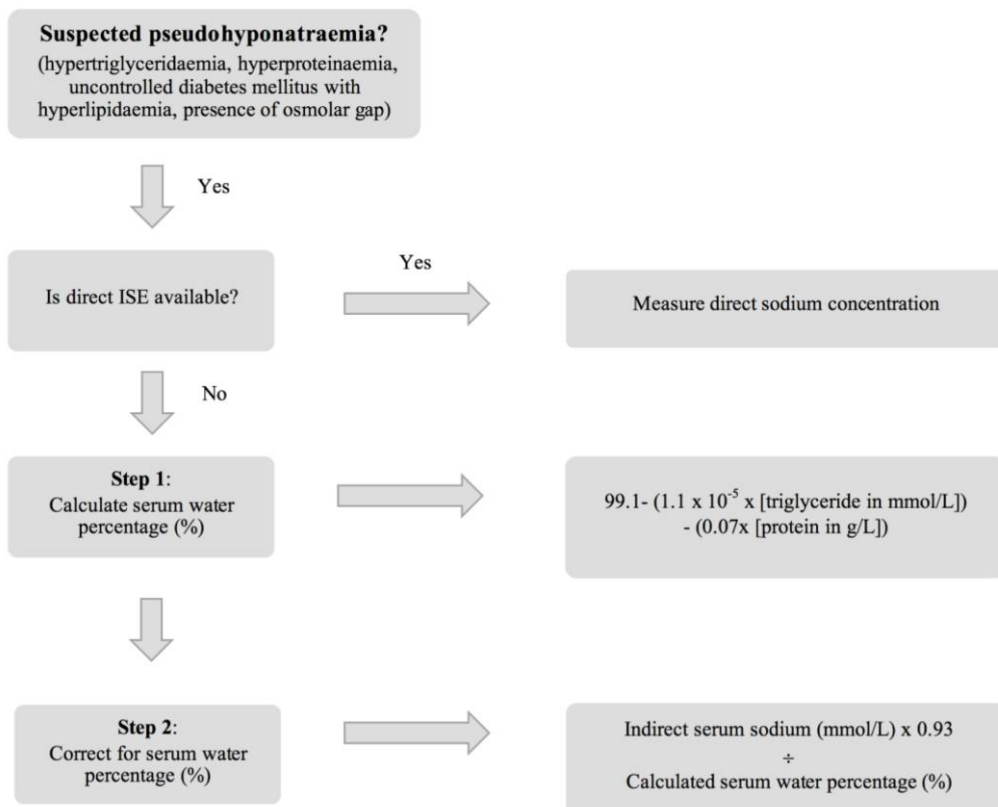 Suspected pseudohyponatraemia?
(hypertriglyceridaemia, hyperproteinaemia,
uncontrolled diabetes mellitus with
hyperlipidaemia, presence of osmolar gap)
Yes
Is direct ISE available?
Yes
Measure direct sodium concentration
No
Step 1:
Calculate serum water
percentage (%)
99.1- (1.1 x 10⁻⁵ x [triglyceride in mmol/L])
- (0.07x [protein in g/L])
Step 2:
Correct for serum water
percentage (%)
Indirect serum sodium (mmol/L) x 0.93
÷
Calculated serum water percentage (%)